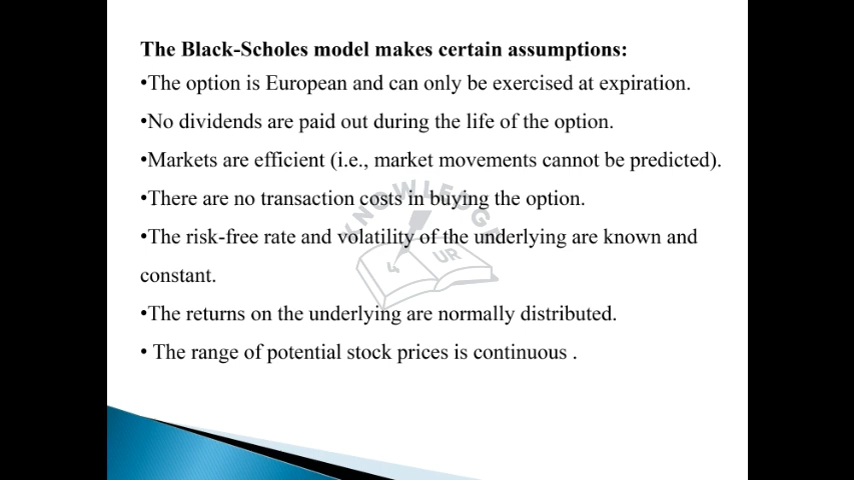 The Black-Scholes model makes certain assumptions:
•The option is European and can only be exercised at expiration.
•No dividends are paid out during the life of the option.
•Markets are efficient (i.e., market movements cannot be predicted).
•There are no transaction costs in buying the option.
•The risk-free rate and volatility of the underlying are known and
constant.
•The returns on the underlying are normally distributed.
• The range of potential stock prices is continuous .
KNOWLEDGE
4 UR